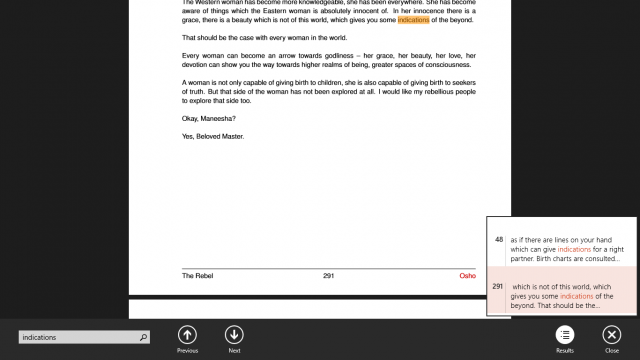 The Western woman has become more knowledgeable, she has been everywhere. She has become
aware of things which the Eastern woman is absolutely innocent of. In her innocence there is a
grace, there is a beauty which is not of this world, which gives you some indications of the beyond.
That should be the case with every woman in the world.
Every woman can become an arrow towards godliness – her grace, her beauty, her love, her
devotion can show you the way towards higher realms of being, greater spaces of consciousness.
A woman is not only capable of giving birth to children, she is also capable of giving birth to seekers
of truth. But that side of the woman has not been explored at all. I would like my rebellious people
to explore that side too.
Okay, Maneesha?
Yes, Beloved Master.
The Rebel 291 Osho
48 as if there are lines on your hand
which can give indications for a right
partner. Birth charts are consulted...
291 which is not of this world, which
gives you some indications of the
beyond. That should be the...
indications
Previous
Next
Results
Close